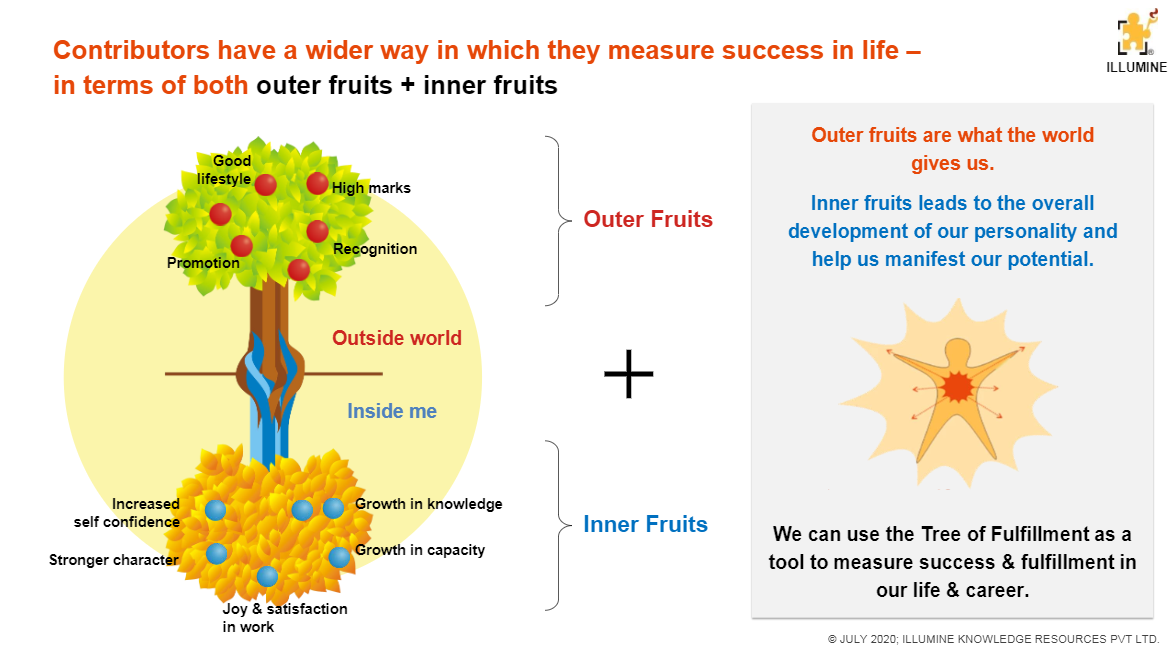 Contributors have a wider way in which they measure success in life –
in terms of both outer fruits + inner fruits
ILLUMINE
®
Good
lifestyle
High marks
Recognition
Promotion
Outer Fruits
Outside world
Inside me
+
Increased
self confidence
Growth in knowledge
Stronger character
Growth in capacity
Joy & satisfaction
in work
Inner Fruits
Outer fruits are what the world
gives us.
Inner fruits leads to the overall
development of our personality and
help us manifest our potential.
We can use the Tree of Fulfillment as a
tool to measure success & fulfillment in
our life & career.
© JULY 2020; ILLUMINE KNOWLEDGE RESOURCES PVT LTD.